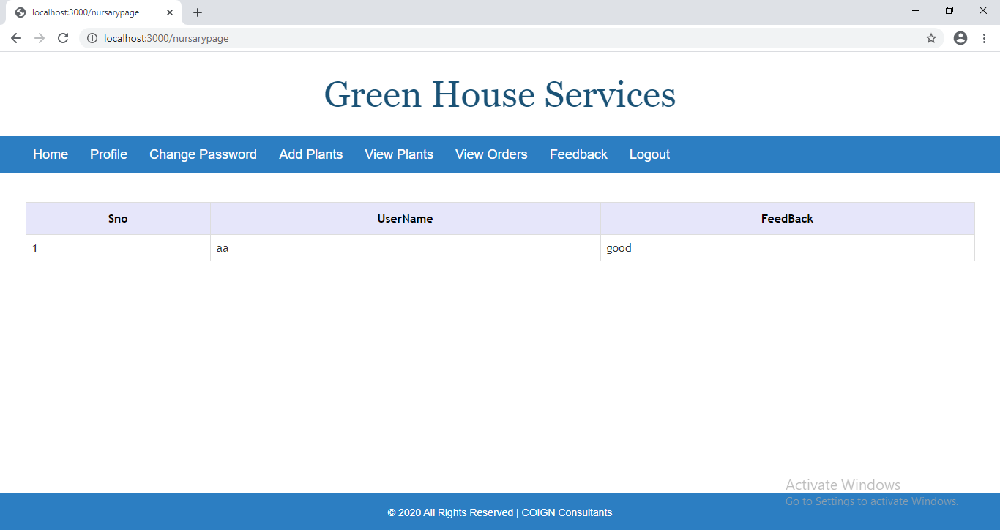 localhost:3000/nursarypage
localhost:3000/nursarypage
Green House Services
Home Profile Change Password Add Plants View Plants View Orders Feedback Logout
Sno UserName FeedBack
1 aa good
Activate Windows
Go to Settings to activate Windows.
© 2020 All Rights Reserved | COIGN Consultants